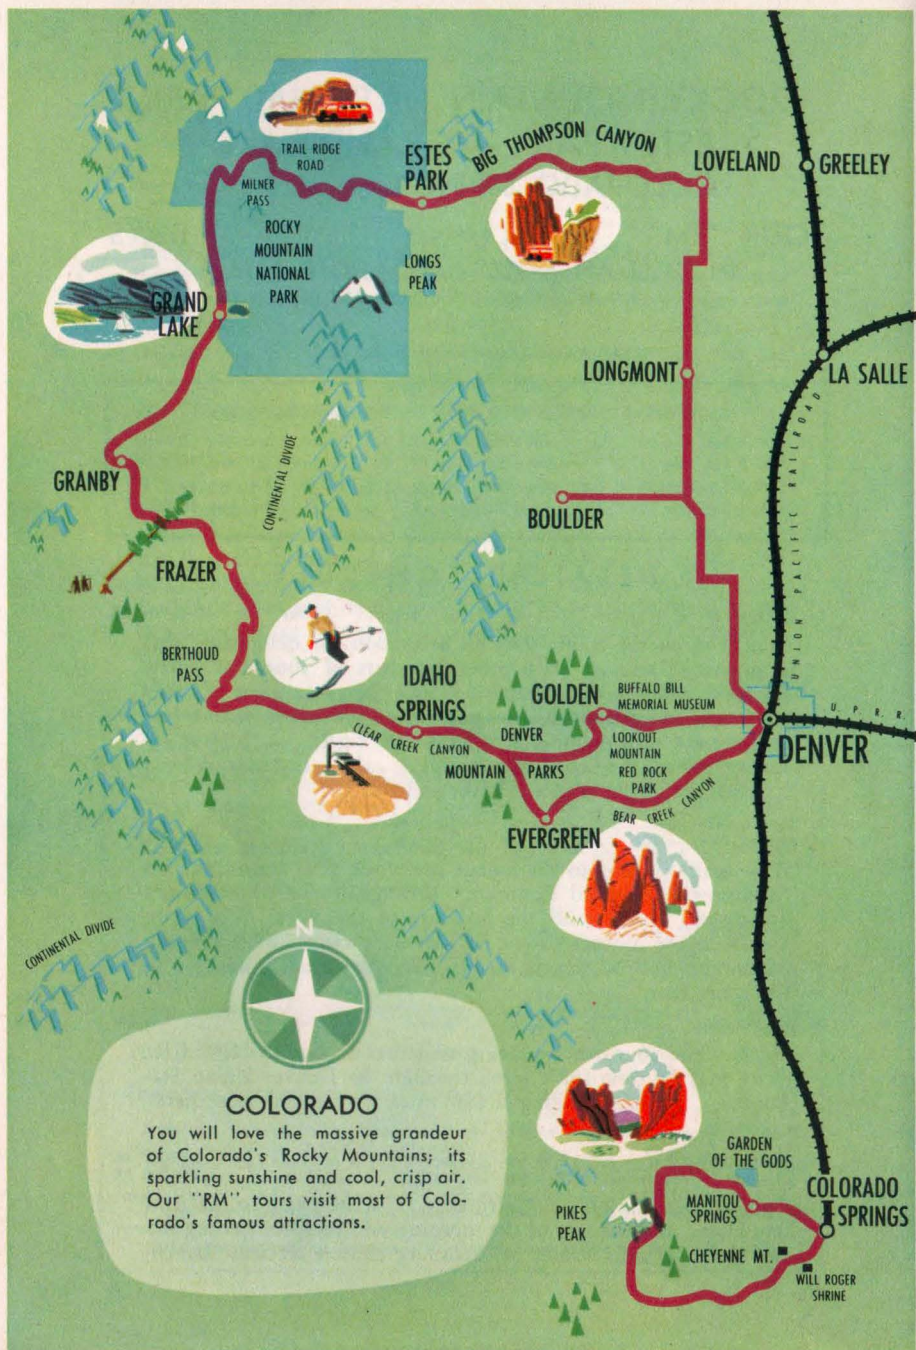 TRAIL RIDGE
ROAD
ESTES
PARK
BIG THOMPSON CANYON
LOVELAND
GREELEY
MILNER
PASS
ROCKY
MOUNTAIN
NATIONAL
PARK
LONGS
PEAK
GRAND
LAKE
LONGMONT
LA SALLE
UNION PACIFIC RAILROAD
GRANBY
CONTINENTAL DIVIDE
BOULDER
FRAZER
BERTHOUD
PASS
IDAHO
SPRINGS
GOLDEN
BUFFALO BILL
MEMORIAL MUSEUM
U. P. R. R.
CLEAR CREEK CANYON
DENVER
MOUNTAIN PARKS
LOOKOUT
MOUNTAIN
RED ROCK
PARK
DENVER
BEAR CREEK CANYON
EVERGREEN
CONTINENTAL DIVIDE
N
COLORADO
You will love the massive grandeur
of Colorado's Rocky Mountains; its
sparkling sunshine and cool, crisp air.
Our "RM" tours visit most of Colo-
rado's famous attractions.
GARDEN
OF THE GODS
COLORADO
SPRINGS
MANITOU
SPRINGS
PIKES
PEAK
CHEYENNE MT.
WILL ROGER
SHRINE